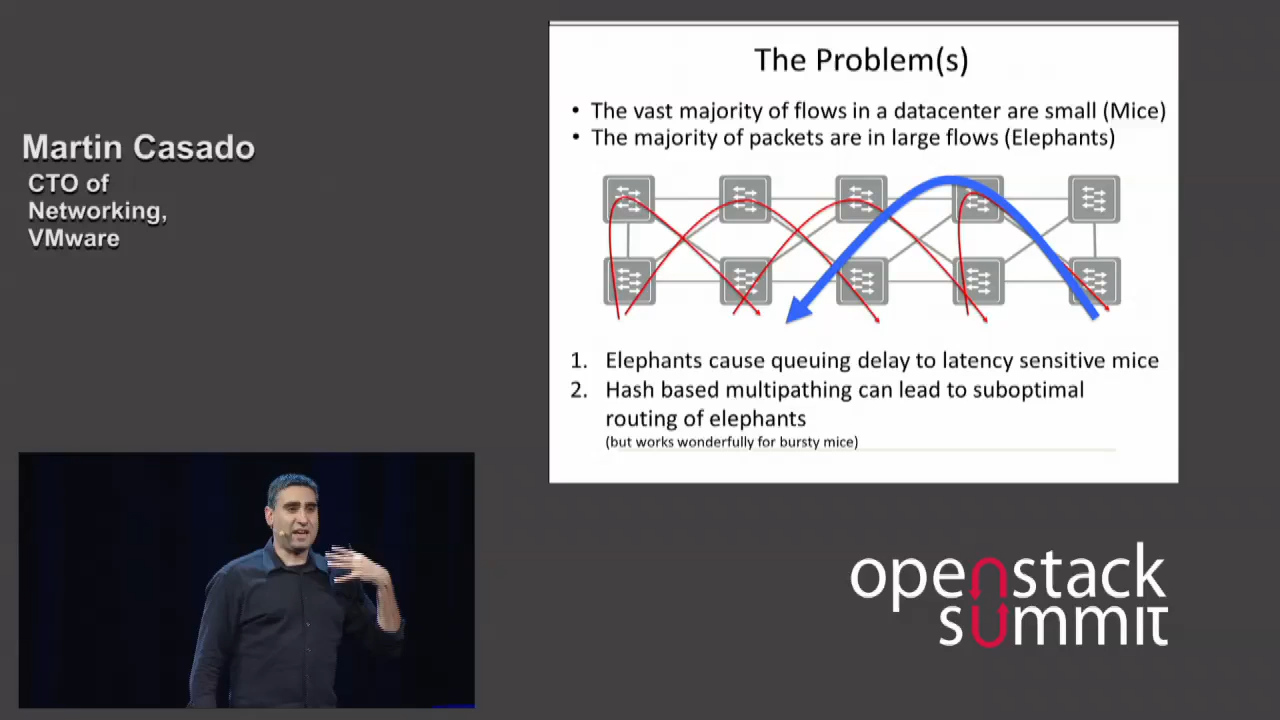 Martin Casado
CTO of
Networking,
VMware
The Problem(s)
• The vast majority of flows in a datacenter are small (Mice)
• The majority of packets are in large flows (Elephants)
1. Elephants cause queuing delay to latency sensitive mice
2. Hash based multipathing can lead to suboptimal
routing of elephants
(but works wonderfully for bursty mice)
openstack
summit